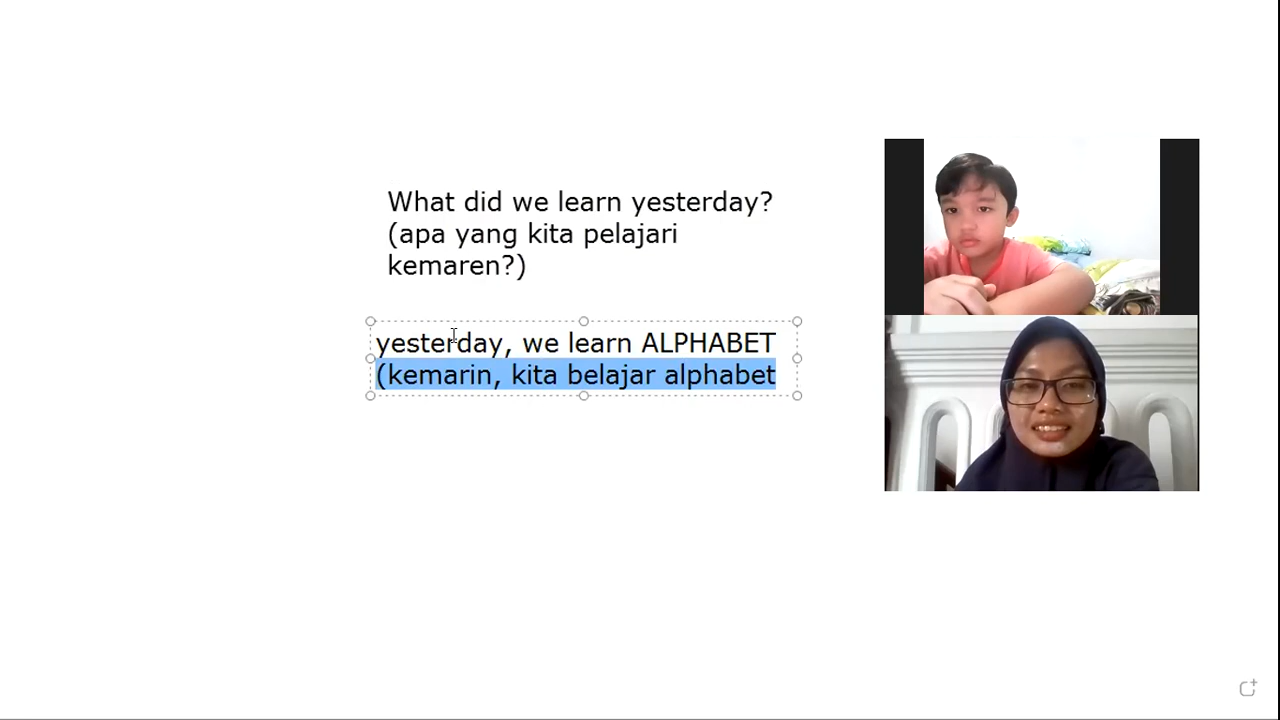 What did we learn yesterday?
(apa yang kita pelajari
kemaren?)
yesterday, we learn ALPHABET
(kemarin, kita belajar alphabet